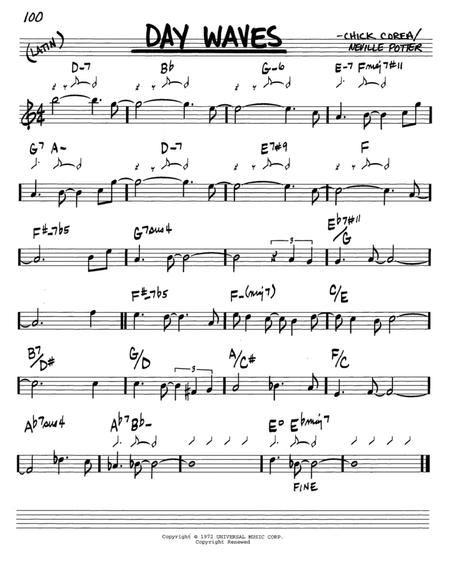 100
DAY WAVES
-CHICK COREA/
NEVILLE POTTER
(LATIN)
D-7 Bb G-6 E-7 Fmaj7#11
G7 A- D-7 E7#9 F
F#-7b5 G7sus4 Eb7#11/G
3
F#-7b5 F-(maj7) C/E
B7/D# G/D A/C# F/C
3
Ab7sus4 Ab7 Bb- Eo Ebmaj7
FINE
Copyright © 1972 UNIVERSAL MUSIC CORP.
Copyright Renewed